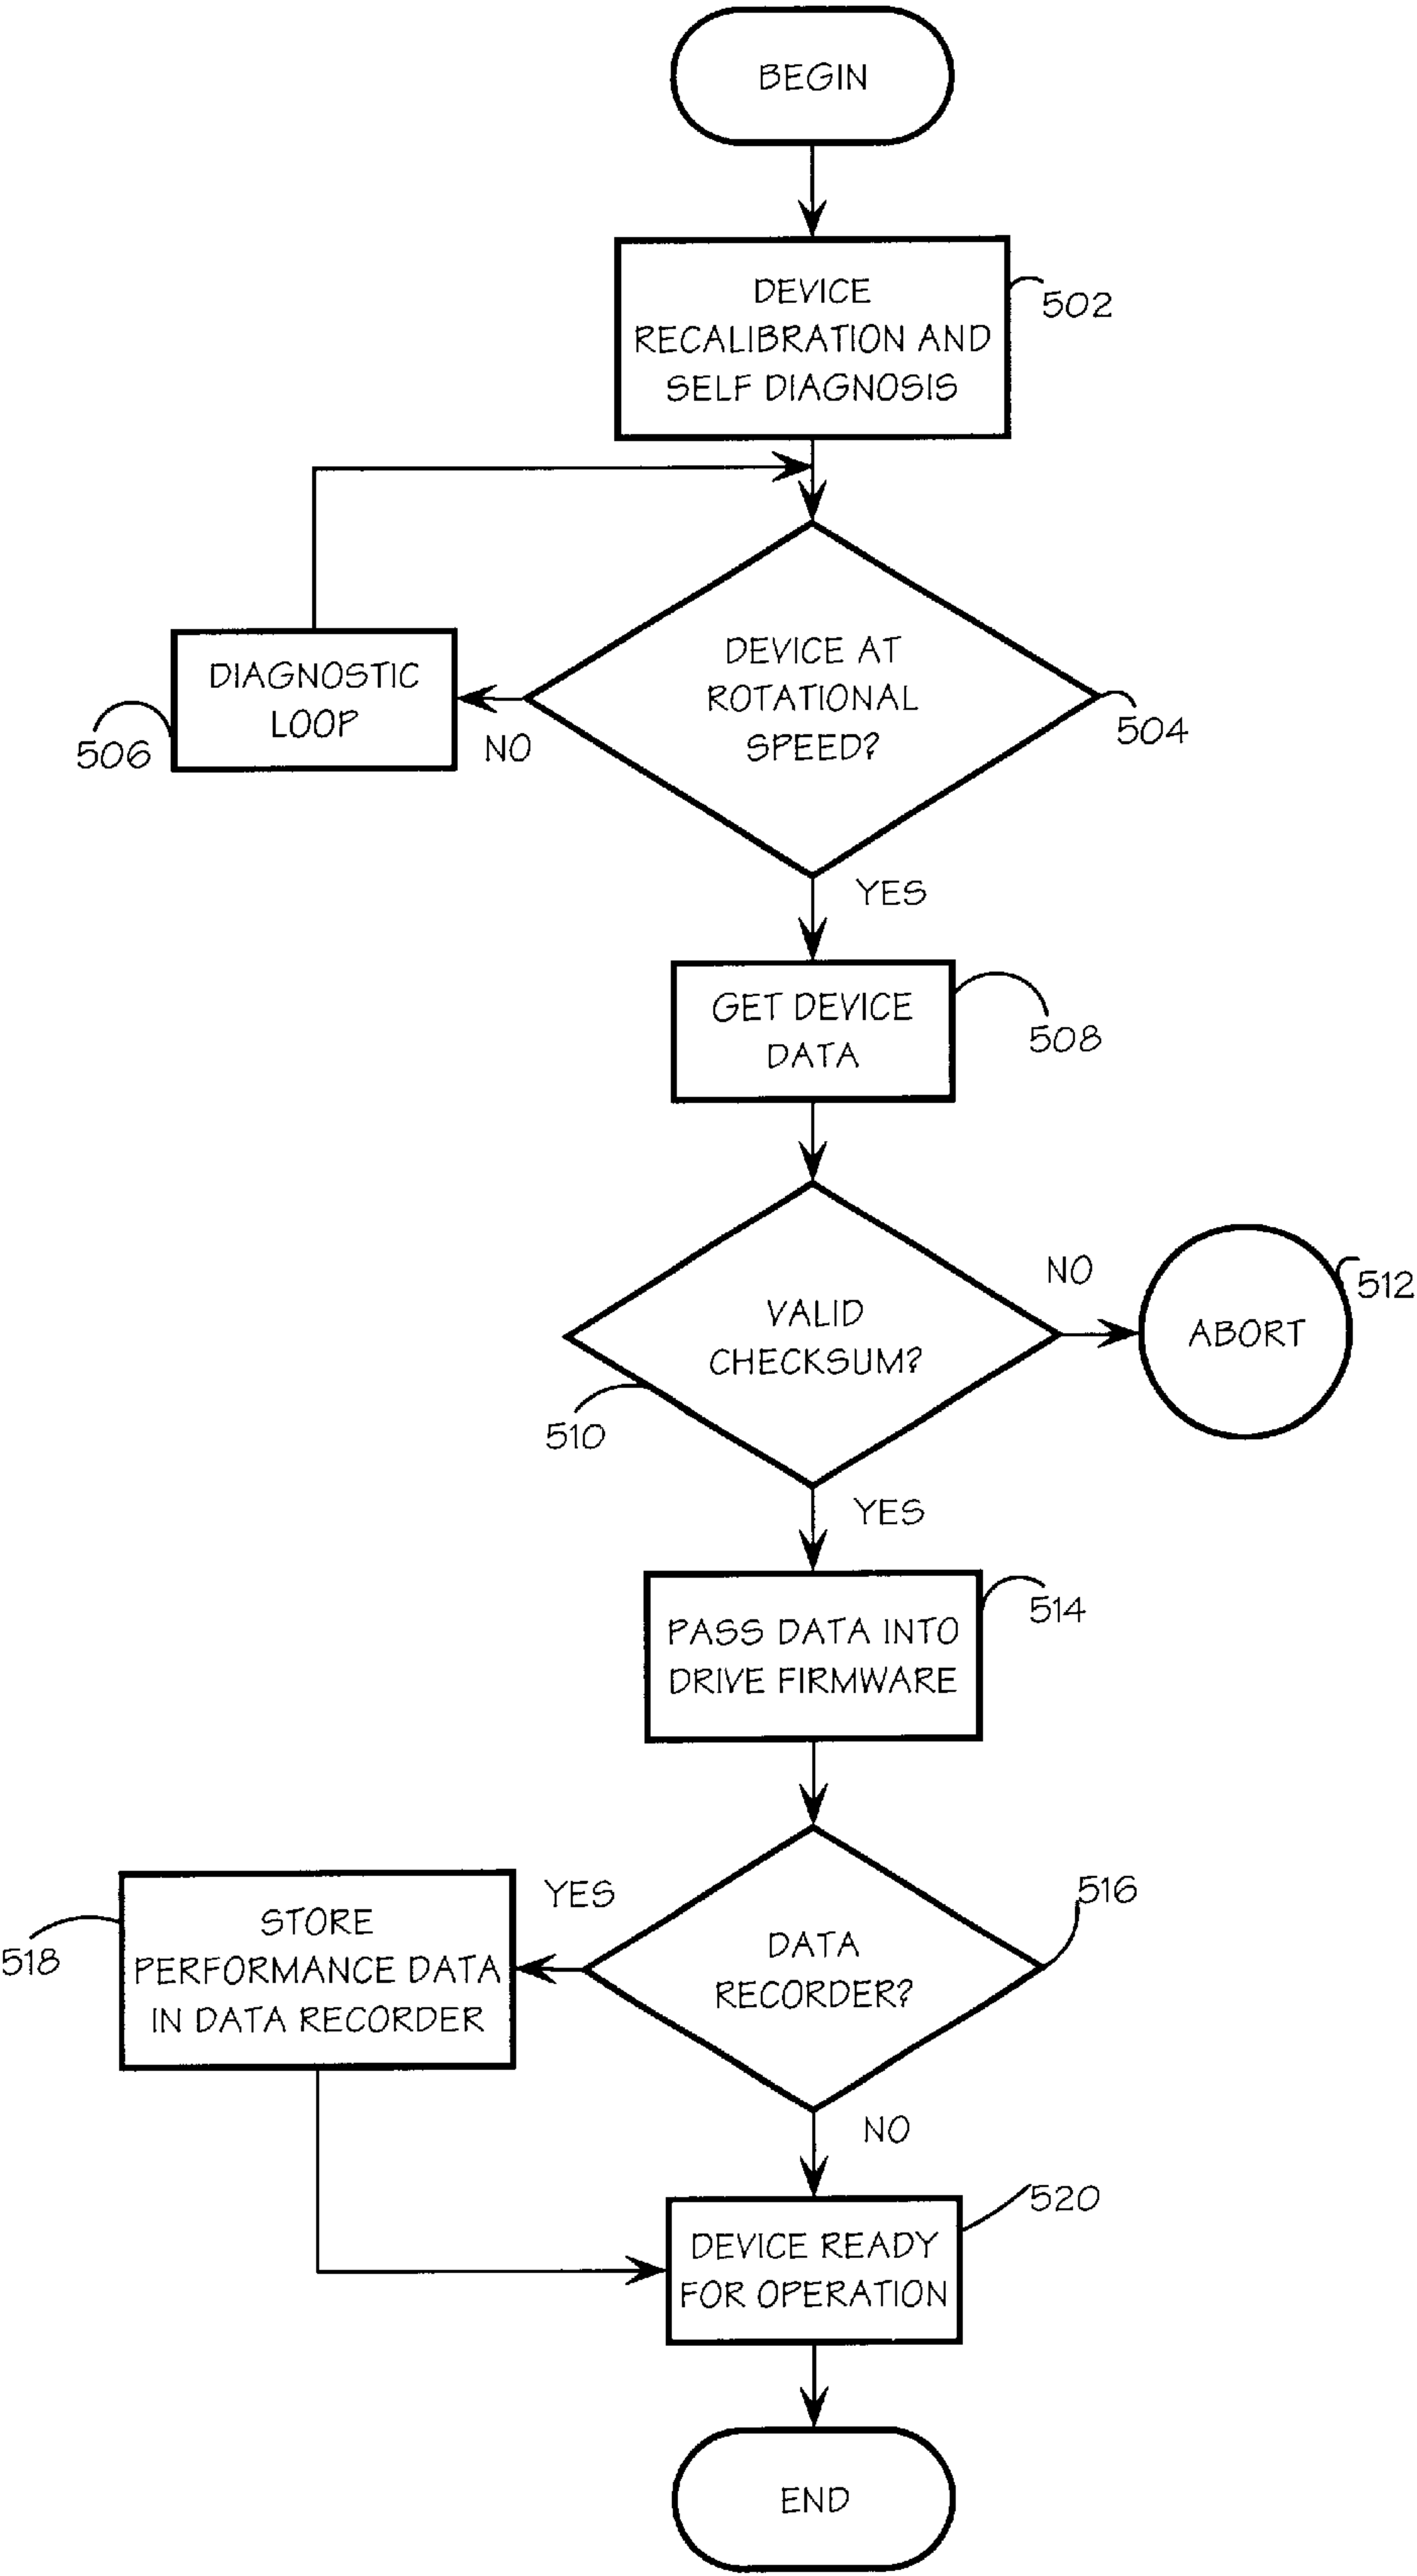 BEGIN
DEVICE
RECALIBRATION AND
SELF DIAGNOSIS
502
DEVICE AT
ROTATIONAL
SPEED?
504
DIAGNOSTIC
LOOP
506
NO
YES
GET DEVICE
DATA
508
VALID
CHECKSUM?
510
NO
ABORT
512
YES
PASS DATA INTO
DRIVE FIRMWARE
514
DATA
RECORDER?
516
YES
STORE
PERFORMANCE DATA
IN DATA RECORDER
518
NO
DEVICE READY
FOR OPERATION
520
END